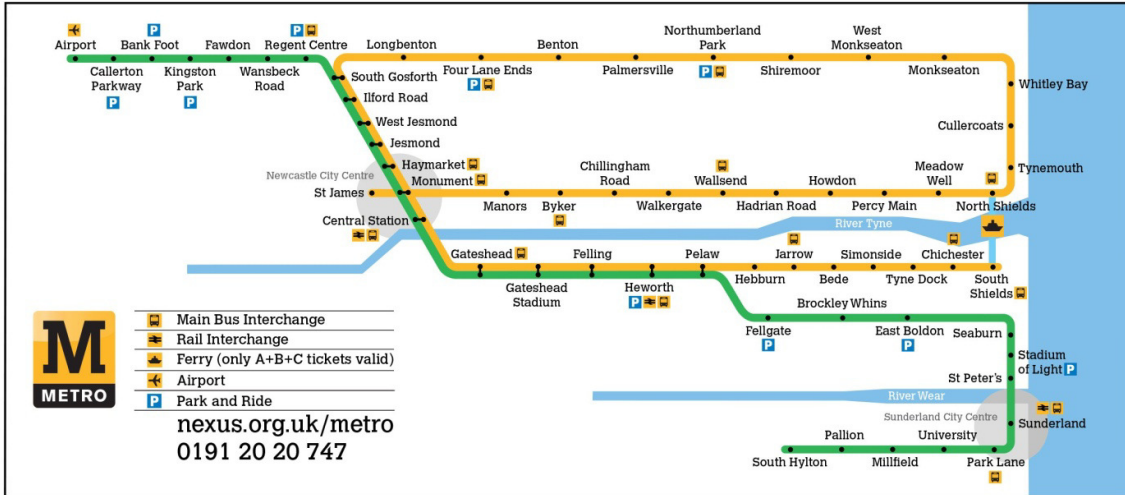 Airport
Callerton
Parkway
Bank Foot
Kingston
Park
Fawdon
Wansbeck
Road
Regent Centre
Longbenton
Four Lane Ends
Benton
Palmersville
Northumberland
Park
Shiremoor
West
Monkseaton
Monkseaton
South Gosforth
Ilford Road
West Jesmond
Jesmond
Haymarket
Newcastle City Centre
Monument
St James
Central Station
Whitley Bay
Cullercoats
Tynemouth
Manors
Byker
Chillingham
Road
Walkergate
Wallsend
Hadrian Road
Howdon
Percy Main
Meadow
Well
North Shields
River Tyne
Gateshead
Gateshead
Stadium
Felling
Heworth
Pelaw
Hebburn
Jarrow
Bede
Simonside
Tyne Dock
Chichester
South
Shields
Fellgate
Brockley Whins
East Boldon
Seaburn
Stadium
of Light
St Peter's
River Wear
Sunderland City Centre
Sunderland
South Hylton
Pallion
Millfield
University
Park Lane
M
METRO
Main Bus Interchange
Rail Interchange
Ferry (only A+B+C tickets valid)
Airport
P Park and Ride
nexus.org.uk/metro
0191 20 20 747